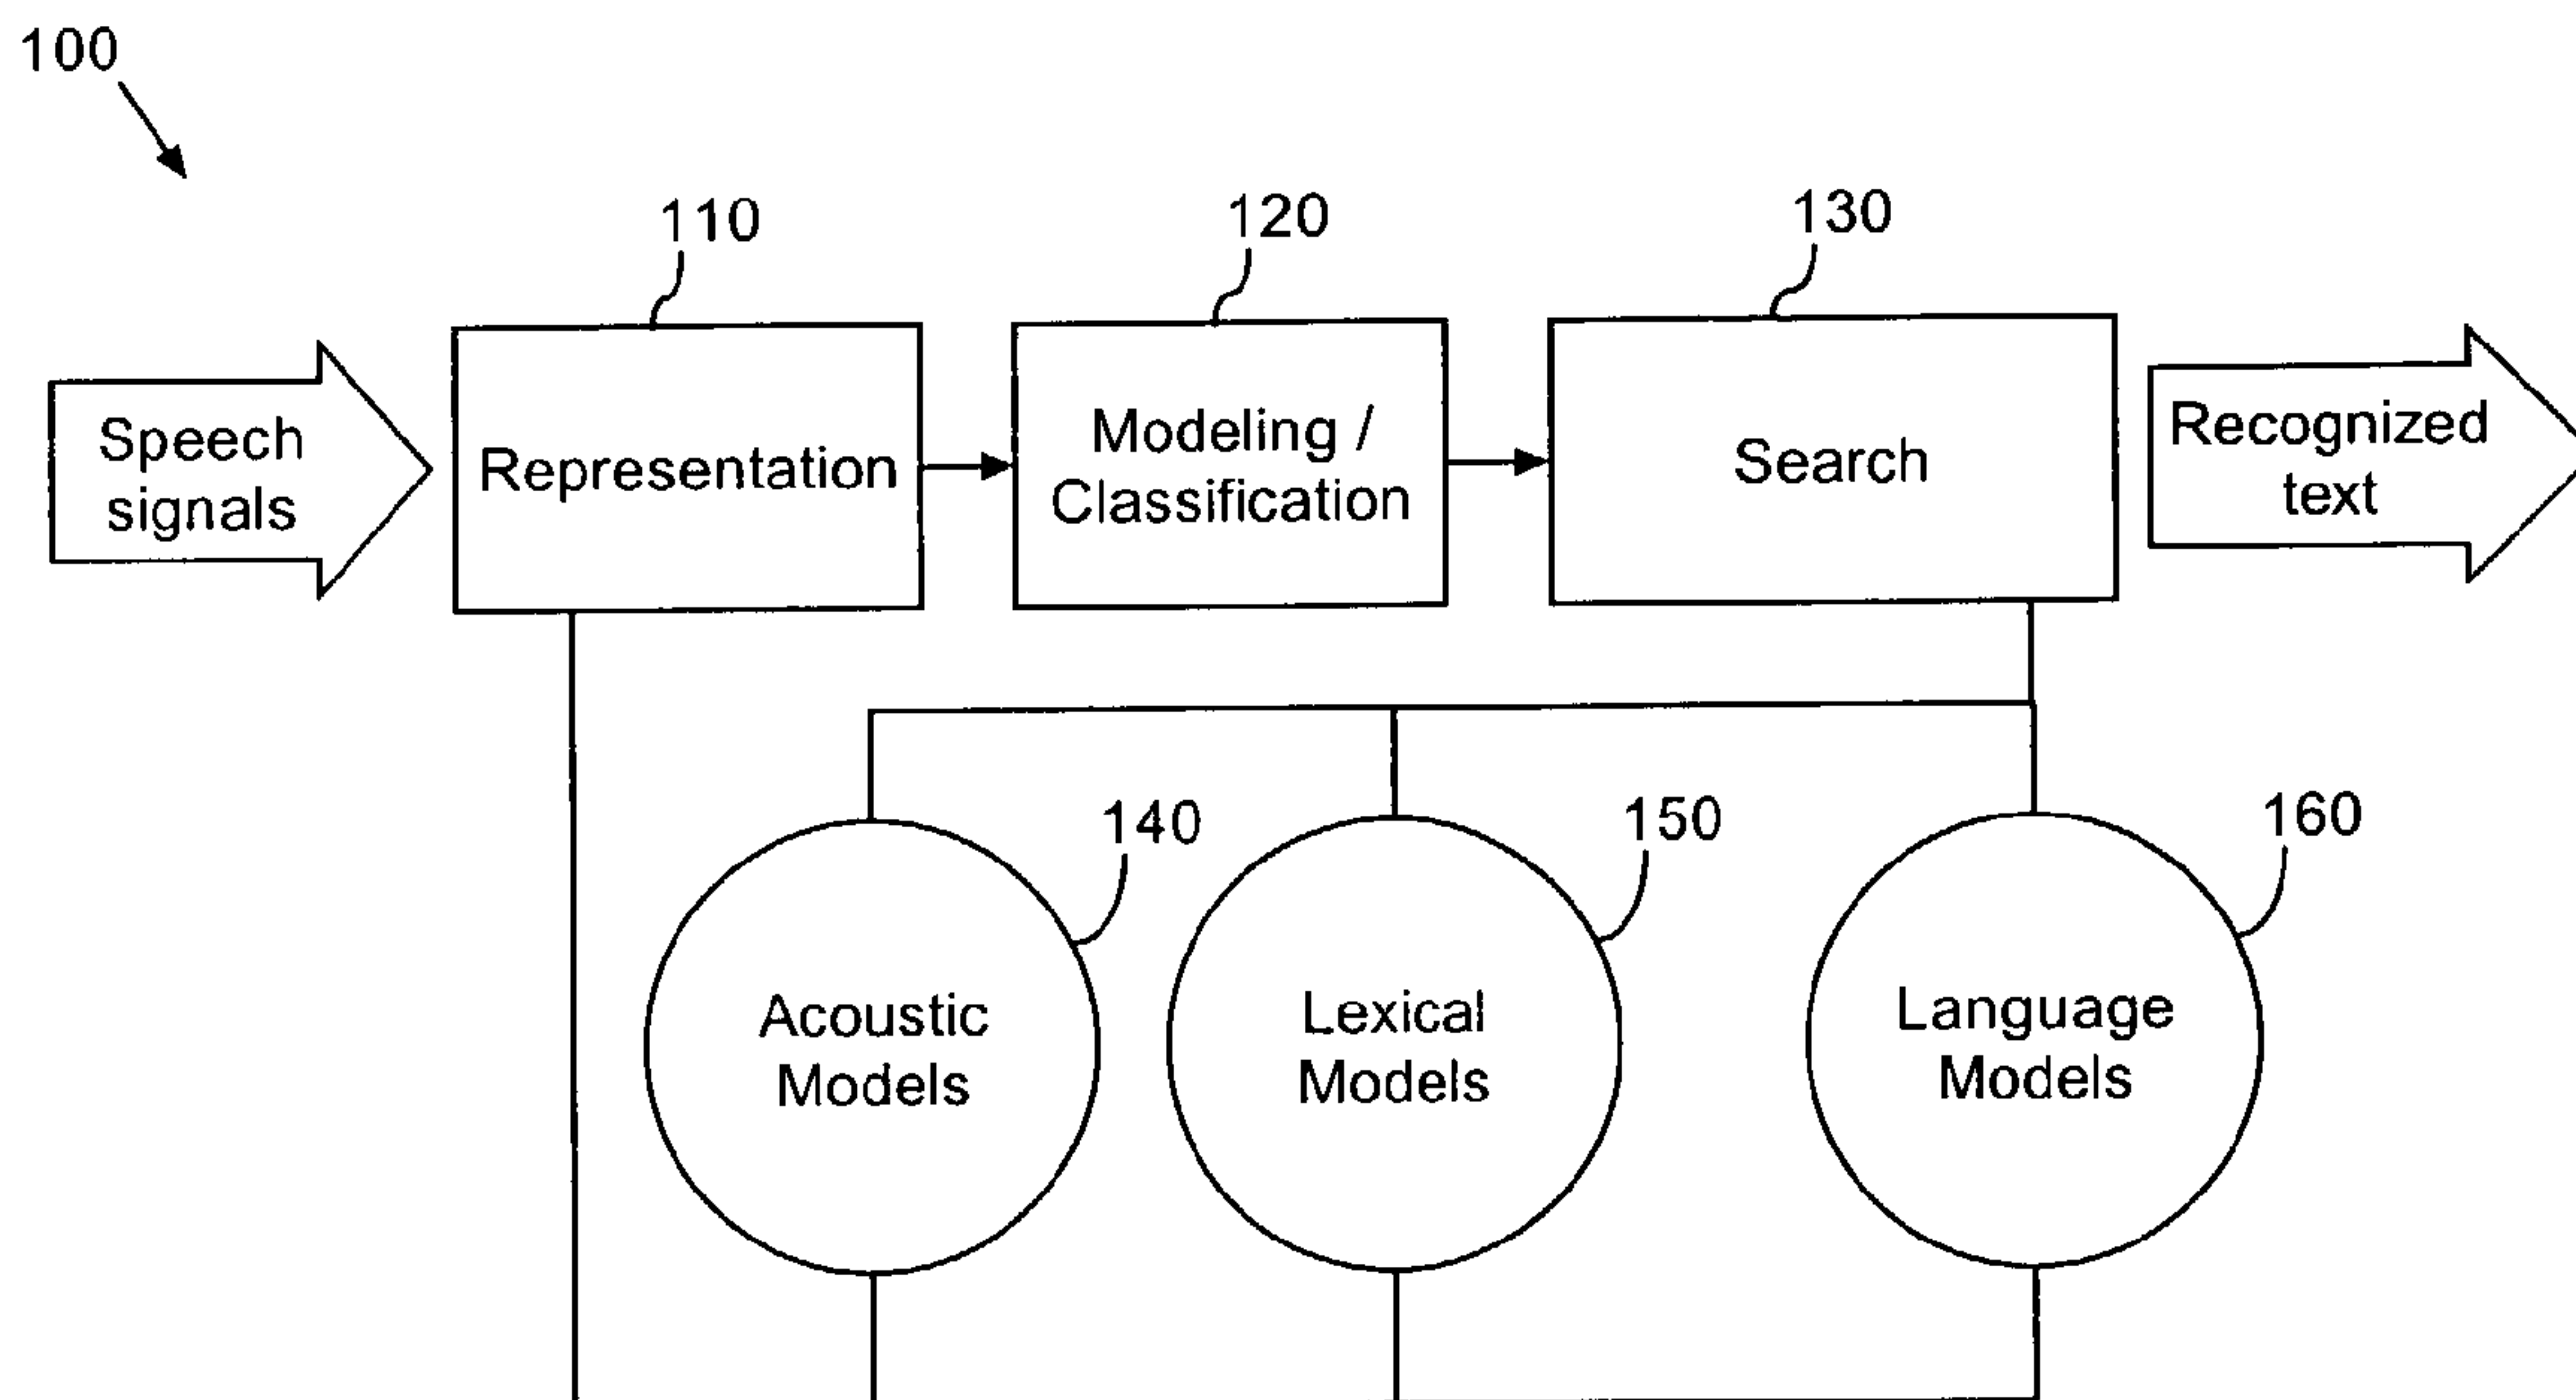 100
110
120
130
Speech
signals
Representation
Modeling /
Classification
Search
Recognized
text
140
150
160
Acoustic
Models
Lexical
Models
Language
Models